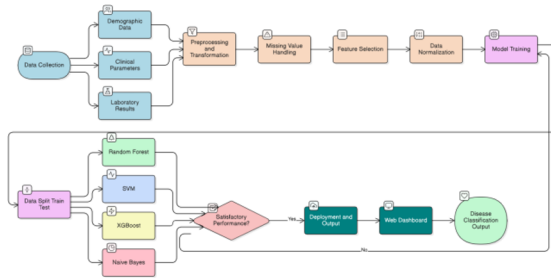 Demographic
Data
Data Collection
Clinical
Parameters
Laboratory
Results
Preprocessing
and
Transformation
Missing Value
Handling
Feature Selection
Data
Normalization
Model Training
Data Split Train
Test
Random Forest
SVM
XGBoost
Naive Bayes
Satisfactory
Performance?
Yes
No
Deployment and
Output
Web Dashboard
Disease
Classification
Output